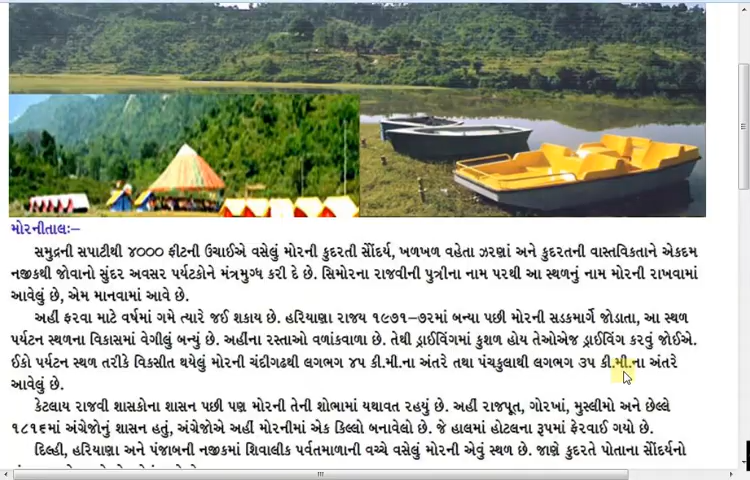 મોરનીતાલઃ–
સમુદ્રની સપાટીથી ૪૦૦૦ ફીટની ઉંચાઈએ વસેલું મોરની કુદરતી સૌંદર્ય, ખળખળ વહેતા ઝરણાં અને કુદરતની વાસ્તવિકતાને એકદમ
નજીકથી જોવાનો સુંદર અવસર પર્યટકોને મંત્રમુગ્ધ કરી દે છે. સિમોરના રાજવીની પુત્રીના નામ પરથી આ સ્થળનું નામ મોરની રાખવામાં
આવેલું છે, એમ માનવામાં આવે છે.
અહીં ફરવા માટે વર્ષમાં ગમે ત્યારે જઈ શકાય છે. હરિયાણા રાજય ૧૯૭૧–૭૨માં બન્યા પછી મોરની સડકમાર્ગે જોડાતા, આ સ્થળ
પર્યટન સ્થળના વિકાસમાં વેગીલું બન્યું છે. અહીંના રસ્તાઓ વળાંકવાળા છે. તેથી ડ્રાઈવિંગમાં કુશળ હોય તેઓએજ ડ્રાઈવિંગ કરવું જોઈએ.
ઈકો પર્યટન સ્થળ તરીકે વિકસીત થયેલું મોરની ચંદીગઢથી લગભગ ૪૫ કી.મી.ના અંતરે તથા પંચકુલાથી લગભગ ૩૫ કી.મી.ના અંતરે
આવેલું છે.
કેટલાય રાજવી શાસકોના શાસન પછી પણ મોરની તેની શોભામાં યથાવત રહયું છે. અહીં રાજપૂત, ગોરખાં, મુસ્લીમો અને છેલ્લે
૧૮૧૬માં અંગ્રેજોનું શાસન હતું, અંગ્રેજોએ અહીં મોરનીમાં એક કિલ્લો બનાવેલો છે. જે હાલમાં હોટલના રૂપમાં ફેરવાઈ ગયો છે.
દિલ્હી, હરિયાણા અને પંજાબની નજીકમાં શિવાલીક પર્વતમાળાની વચ્ચે વસેલું મોરની એવું સ્થળ છે. જાણે કુદરતે પોતાના સૌંદર્યનો